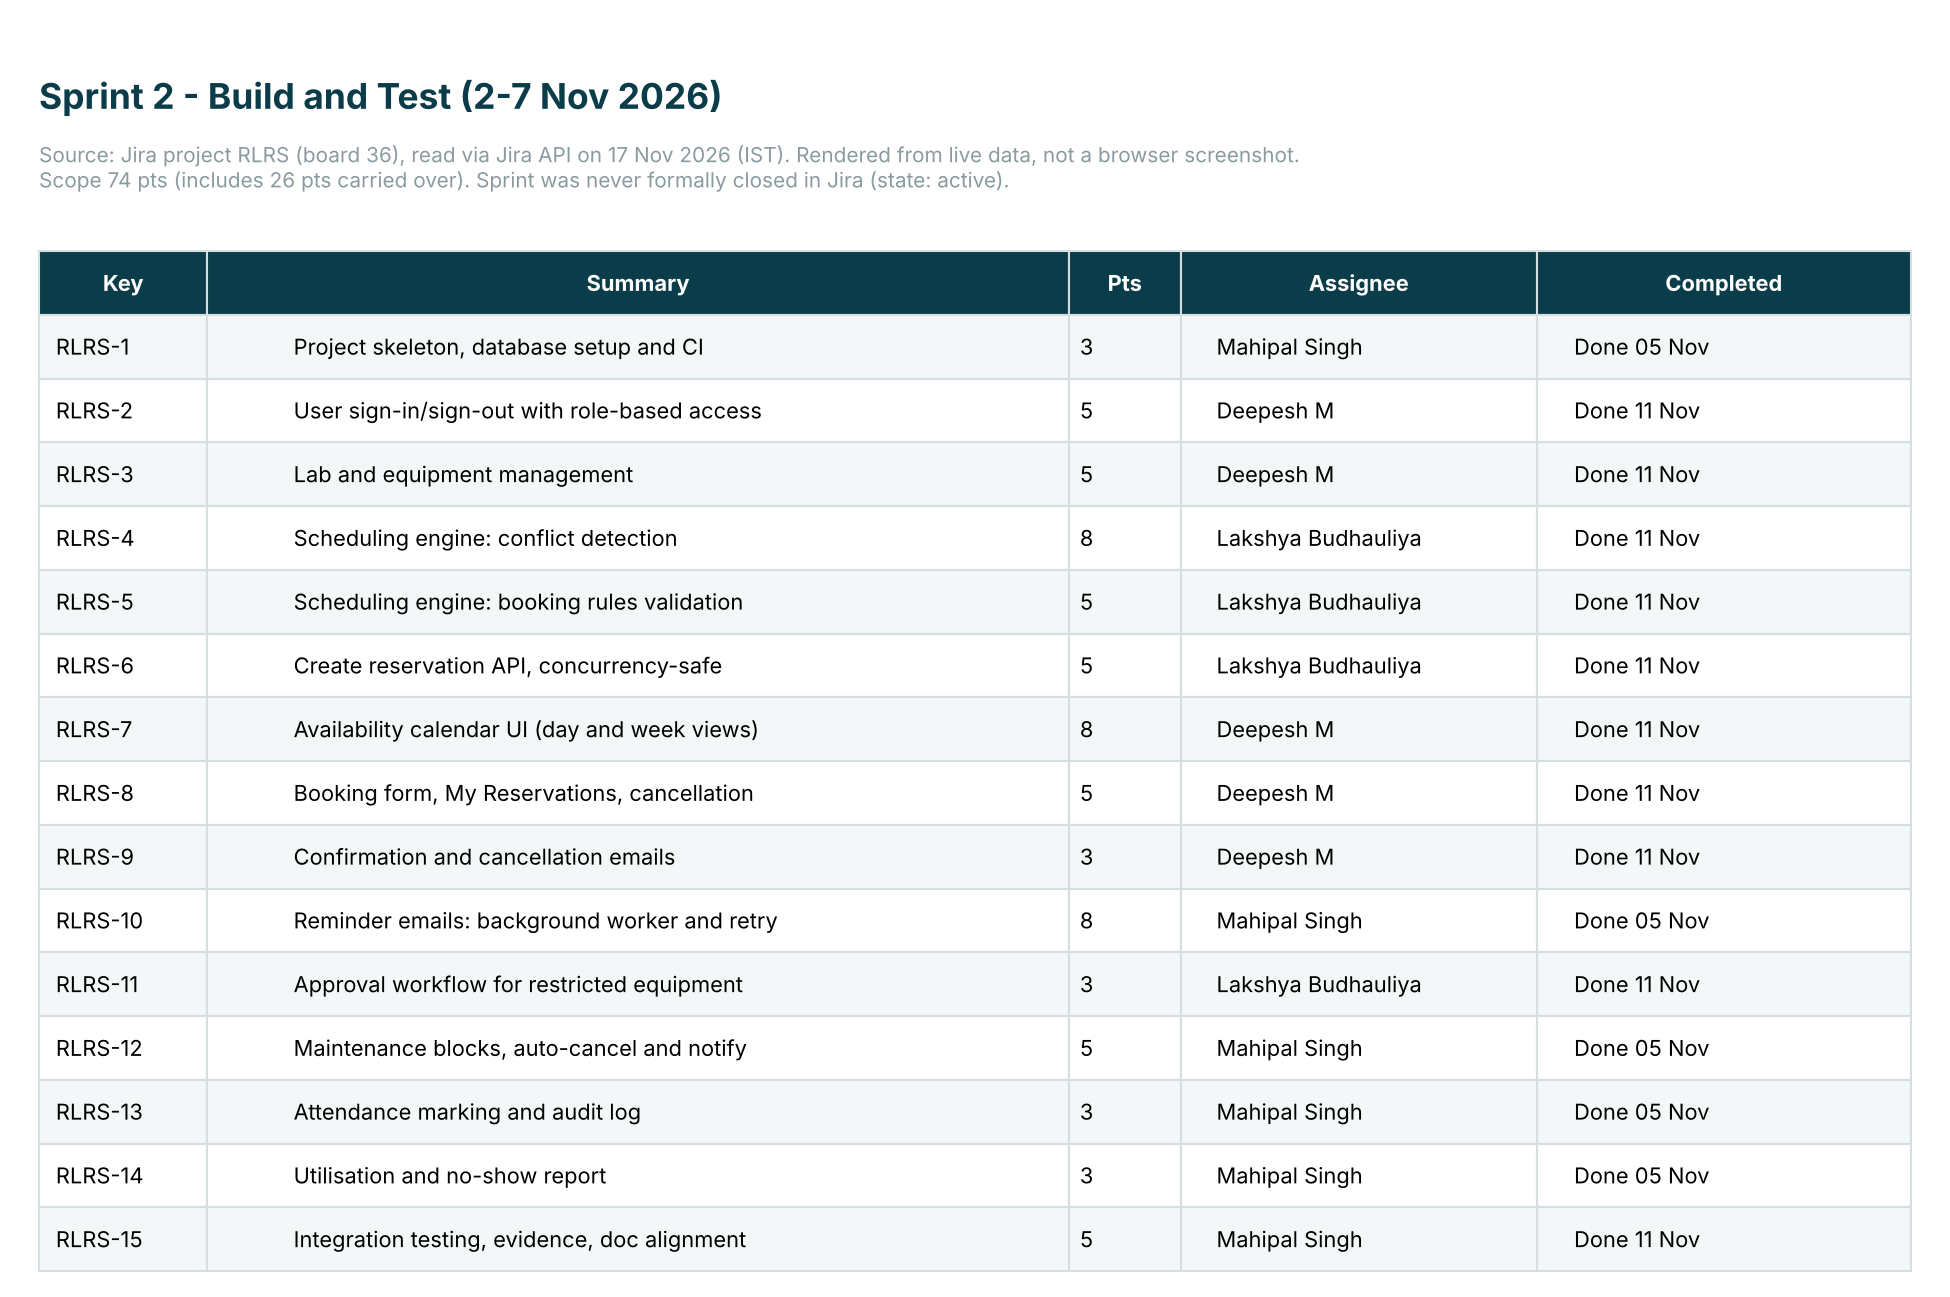 Sprint 2 - Build and Test (2-7 Nov 2026)
Source: Jira project RLRS (board 36), read via Jira API on 17 Nov 2026 (IST). Rendered from live data, not a browser screenshot.
Scope 74 pts (includes 26 pts carried over). Sprint was never formally closed in Jira (state: active).
Key Summary Pts Assignee Completed
RLRS-1 Project skeleton, database setup and CI 3 Mahipal Singh Done 05 Nov
RLRS-2 User sign-in/sign-out with role-based access 5 Deepesh M Done 11 Nov
RLRS-3 Lab and equipment management 5 Deepesh M Done 11 Nov
RLRS-4 Scheduling engine: conflict detection 8 Lakshya Budhauliya Done 11 Nov
RLRS-5 Scheduling engine: booking rules validation 5 Lakshya Budhauliya Done 11 Nov
RLRS-6 Create reservation API, concurrency-safe 5 Lakshya Budhauliya Done 11 Nov
RLRS-7 Availability calendar UI (day and week views) 8 Deepesh M Done 11 Nov
RLRS-8 Booking form, My Reservations, cancellation 5 Deepesh M Done 11 Nov
RLRS-9 Confirmation and cancellation emails 3 Deepesh M Done 11 Nov
RLRS-10 Reminder emails: background worker and retry 8 Mahipal Singh Done 05 Nov
RLRS-11 Approval workflow for restricted equipment 3 Lakshya Budhauliya Done 11 Nov
RLRS-12 Maintenance blocks, auto-cancel and notify 5 Mahipal Singh Done 05 Nov
RLRS-13 Attendance marking and audit log 3 Mahipal Singh Done 05 Nov
RLRS-14 Utilisation and no-show report 3 Mahipal Singh Done 05 Nov
RLRS-15 Integration testing, evidence, doc alignment 5 Mahipal Singh Done 11 Nov